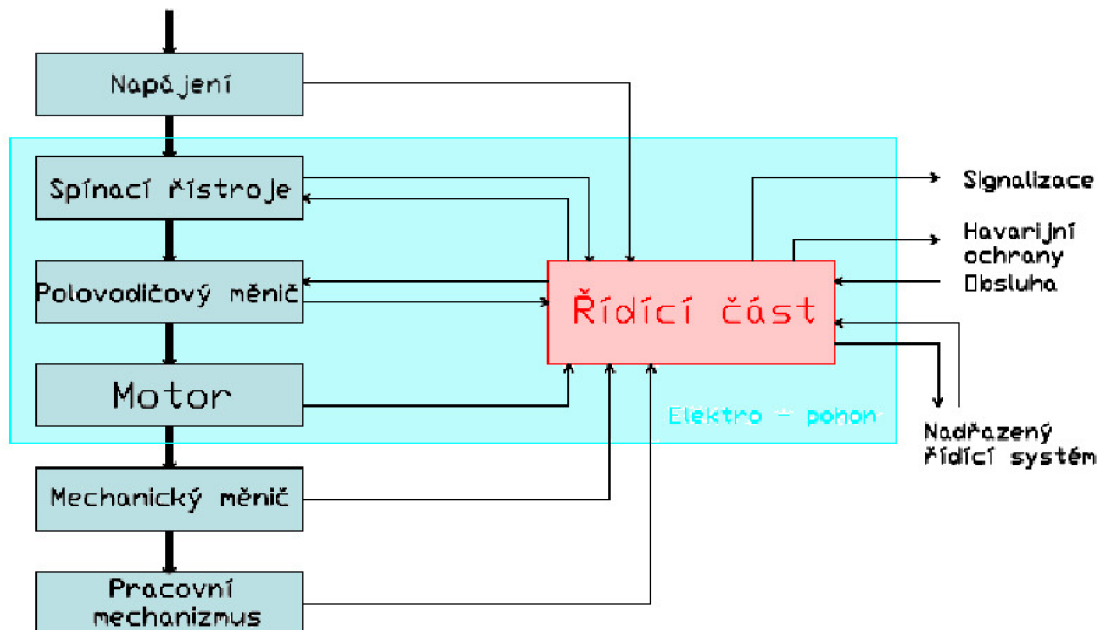 Napájení
Spínací řístroje
Polovodičový měnič
Motor
Mechanický měnič
Pracovní
mechanizmus
Řídící část
Elektro - pohon
Signalizace
Havarijní
ochrany
Obsluha
Nadřazený
řídící systém